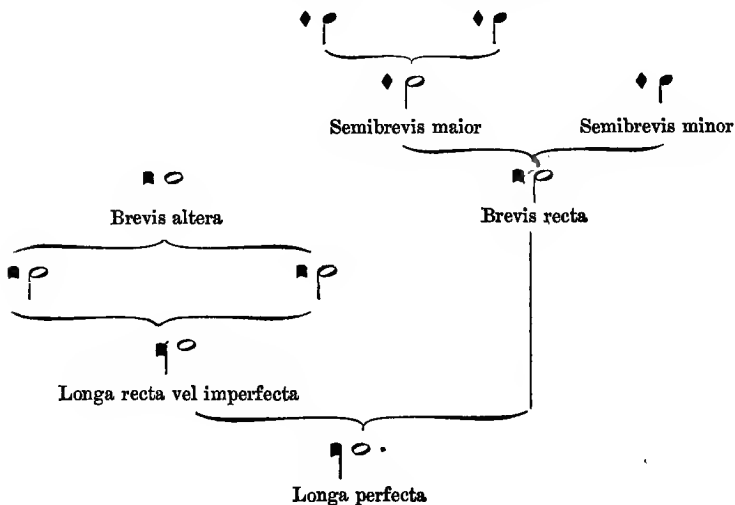 Semibrevis maior
Semibrevis minor
Brevis altera
Brevis recta
Longa recta vel imperfecta
Longa perfecta